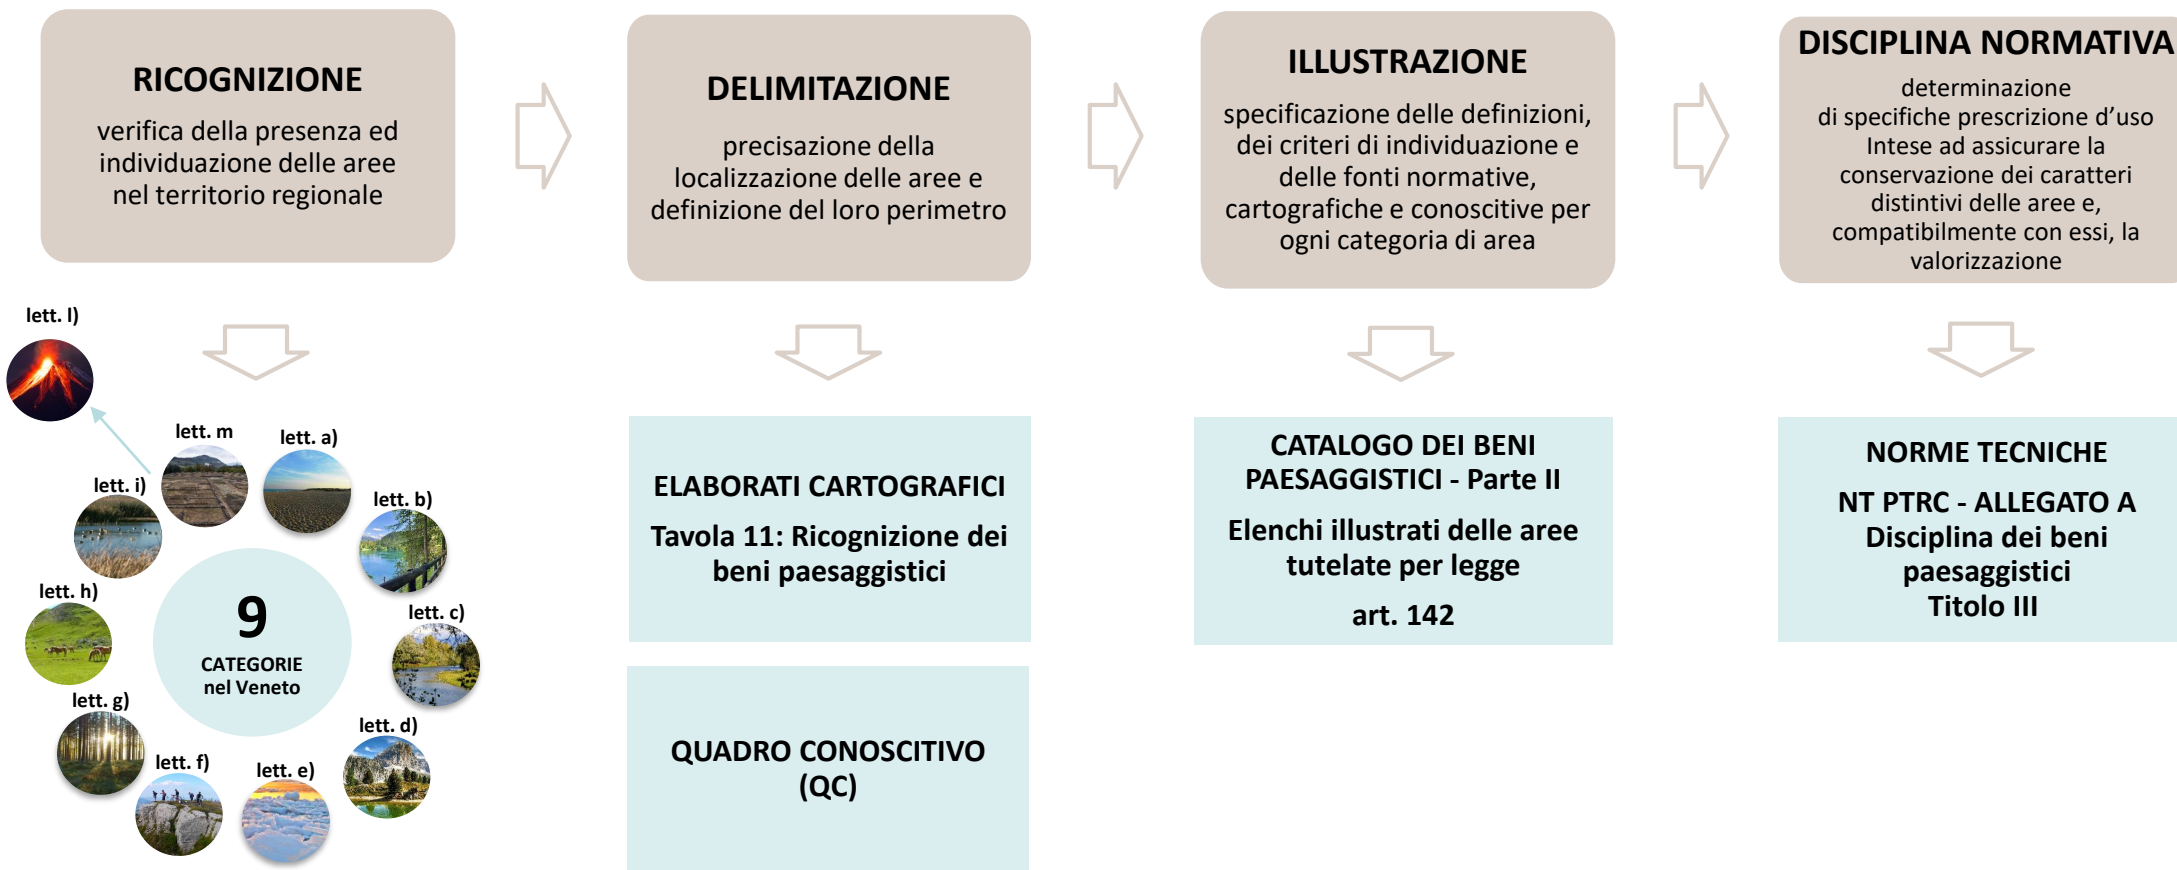 RICOGNIZIONE
verifica della presenza ed
individuazione delle aree
nel territorio regionale
DELIMITAZIONE
precisazione della
localizzazione delle aree e
definizione del loro perimetro
ILLUSTRAZIONE
specificazione delle definizioni,
dei criteri di individuazione e
delle fonti normative,
cartografiche e conoscitive per
ogni categoria di area
DISCIPLINA NORMATIVA
determinazione
di specifiche prescrizione d'uso
Intese ad assicurare la
conservazione dei caratteri
distintivi delle aree e,
compatibilmente con essi, la
valorizzazione
lett. l)
lett. m
lett. a)
lett. i)
lett. b)
lett. h)
lett. c)
lett. g)
lett. d)
lett. f)
lett. e)
9
CATEGORIE
nel Veneto
ELABORATI CARTOGRAFICI
Tavola 11: Ricognizione dei
beni paesaggistici
QUADRO CONOSCITIVO
(QC)
CATALOGO DEI BENI
PAESAGGISTICI - Parte II
Elenchi illustrati delle aree
tutelate per legge
art. 142
NORME TECNICHE
NT PTRC - ALLEGATO A
Disciplina dei beni
paesaggistici
Titolo III